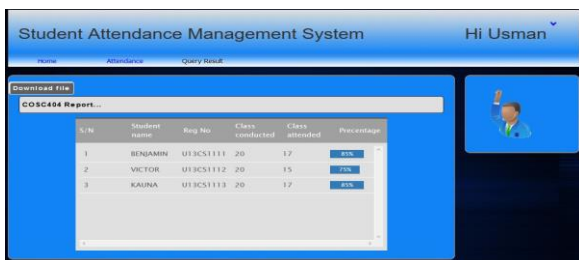 Student Attendance Management System Hi Usman
Home Attendance Query Result
Download file
COSC404 Report...
S/N Student name Reg No Class conducted Class attended Precentage
1 BENJAMIN U13CS1111 20 17 85%
2 VICTOR U13CS1112 20 15 75%
3 KAUNA U13CS1113 20 17 85%